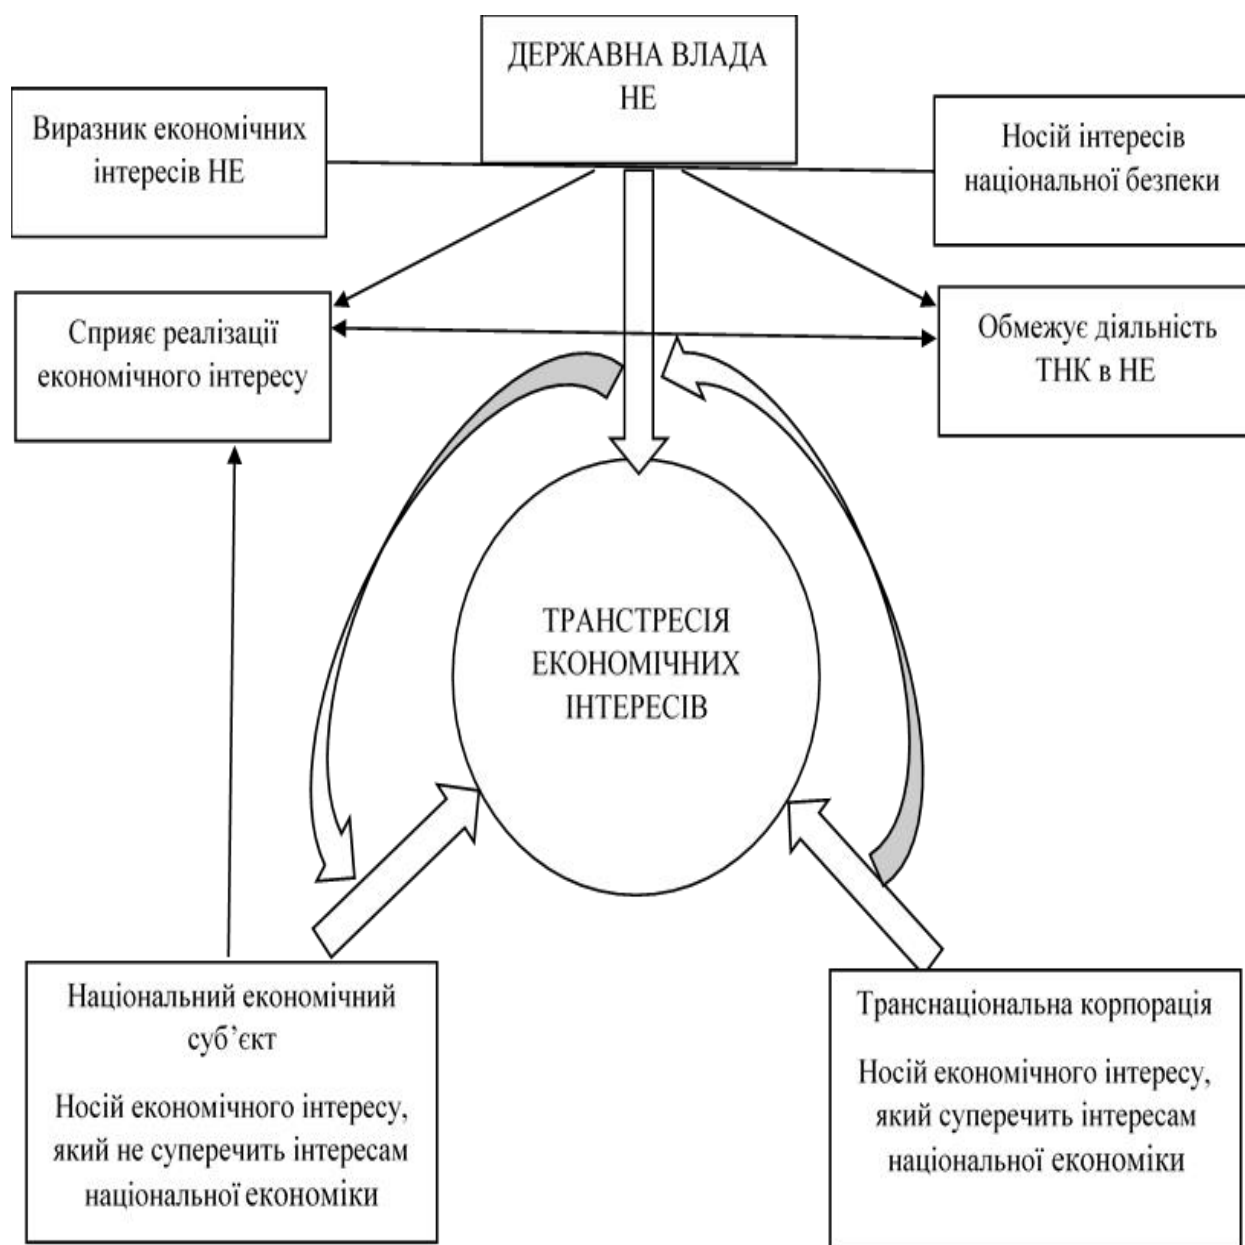 ДЕРЖАВНА ВЛАДА
НЕ
Виразник економічних
інтересів НЕ
Носій інтересів
національної безпеки
Сприяє реалізації
економічного інтересу
Обмежує діяльність
ТНК в НЕ
ТРАНСТРЕСІЯ
ЕКОНОМІЧНИХ
ІНТЕРЕСІВ
Національний економічний
суб’єкт
Носій економічного інтересу,
який не суперечить інтересам
національної економіки
Транснаціональна корпорація
Носій економічного інтересу,
який суперечить інтересам
національної економіки